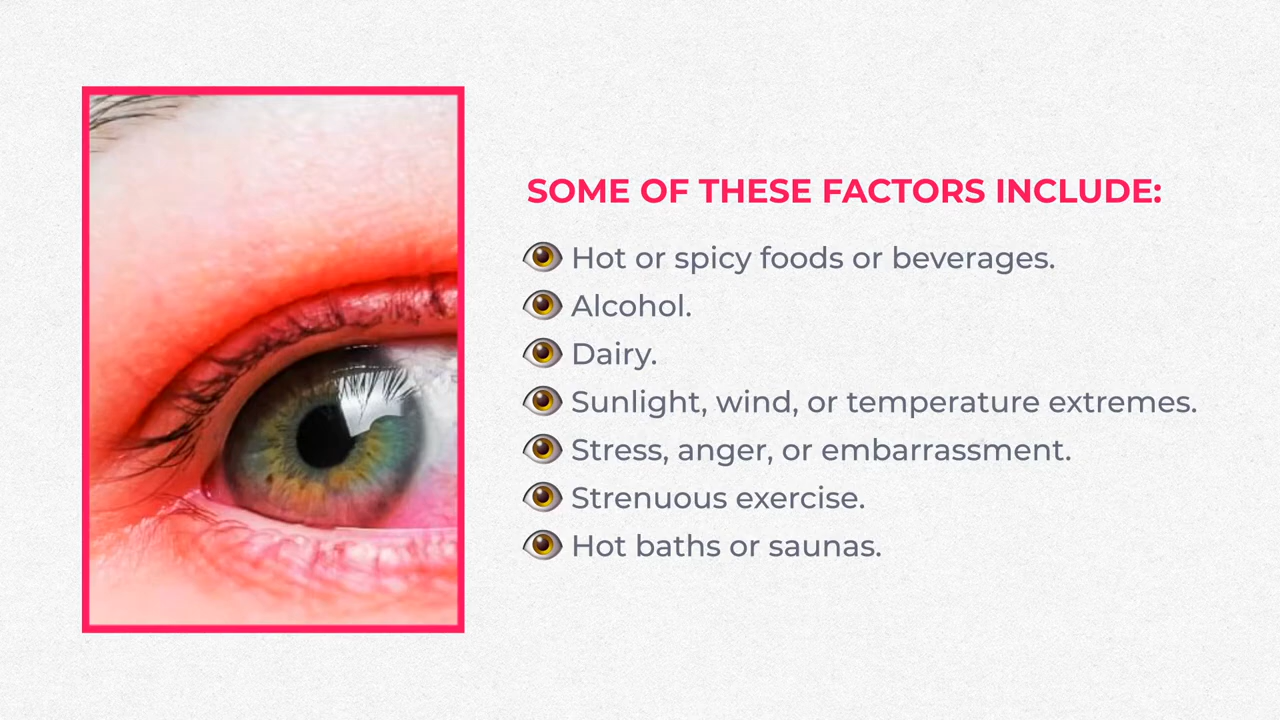 SOME OF THESE FACTORS INCLUDE:
Hot or spicy foods or beverages.
Alcohol.
Dairy.
Sunlight, wind, or temperature extremes.
Stress, anger, or embarrassment.
Strenuous exercise.
Hot baths or saunas.